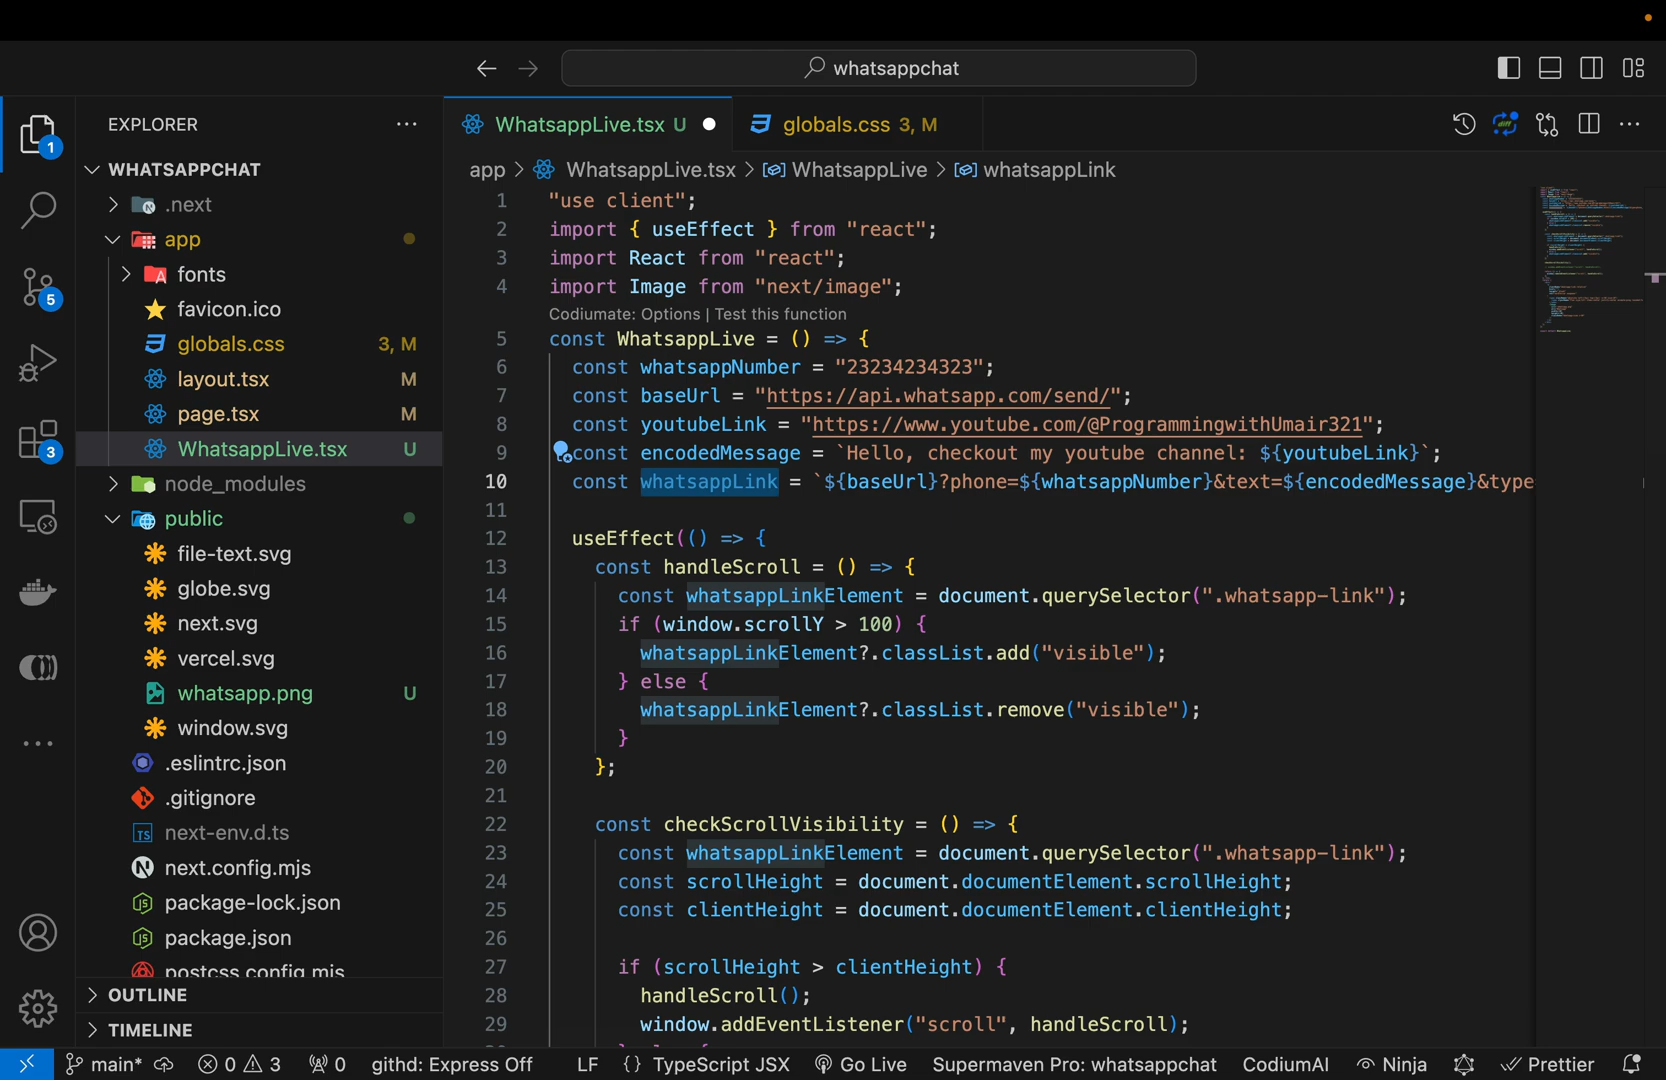 whatsappchat
EXPLORER
WhatsappLive.tsx U
globals.css 3, M
WHATSAPPCHAT
app > WhatsappLive.tsx > WhatsappLive > whatsappLink
.next
app
fonts
favicon.ico
globals.css 3, M
layout.tsx M
page.tsx M
WhatsappLive.tsx U
node_modules
public
file-text.svg
globe.svg
next.svg
vercel.svg
whatsapp.png U
window.svg
.eslintrc.json
.gitignore
next-env.d.ts
next.config.mjs
package-lock.json
package.json
postcss.config.mjs
OUTLINE
TIMELINE
1
5
3
1 "use client";
2 import { useEffect } from "react";
3 import React from "react";
4 import Image from "next/image";
Codiumate: Options | Test this function
5 const WhatsappLive = () => {
6 const whatsappNumber = "23234234323";
7 const baseUrl = "https://api.whatsapp.com/send/";
8 const youtubeLink = "https://www.youtube.com/@ProgrammingwithUmair321";
9 const encodedMessage = `Hello, checkout my youtube channel: ${youtubeLink}`;
10 const whatsappLink = `${baseUrl}?phone=${whatsappNumber}&text=${encodedMessage}&type
11
12 useEffect(() => {
13 const handleScroll = () => {
14 const whatsappLinkElement = document.querySelector(".whatsapp-link");
15 if (window.scrollY > 100) {
16 whatsappLinkElement?.classList.add("visible");
17 } else {
18 whatsappLinkElement?.classList.remove("visible");
19 }
20 };
21
22 const checkScrollVisibility = () => {
23 const whatsappLinkElement = document.querySelector(".whatsapp-link");
24 const scrollHeight = document.documentElement.scrollHeight;
25 const clientHeight = document.documentElement.clientHeight;
26
27 if (scrollHeight > clientHeight) {
28 handleScroll();
29 window.addEventListener("scroll", handleScroll);
main* 0 3 0 githd: Express Off LF {} TypeScript JSX Go Live Supermaven Pro: whatsappchat CodiumAI Ninja Prettier